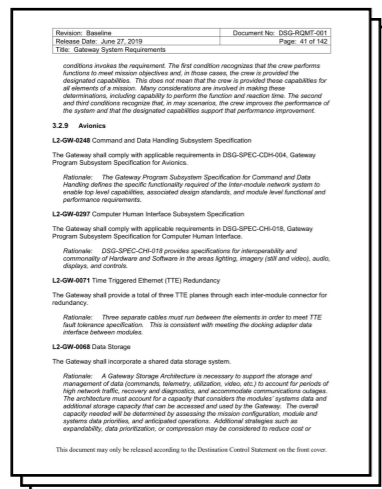 Revision: Baseline Document No: DSG-RQMT-001
Release Date: June 27, 2019 Page: 41 of 142
Title: Gateway System Requirements
conditions invokes the requirement. The first condition recognizes that the crew performs
functions to meet mission objectives and, in those cases, the crew is provided the
designated capabilities. This does not mean that the crew is provided these capabilities for
all elements of a mission. Many considerations are involved in making these
determinations, including capability to perform the function and reaction time. The second
and third conditions recognize that, in may scenarios, the crew improves the performance of
the system and that the designated capabilities support that performance improvement.
3.2.9 Avionics
L2-GW-0248 Command and Data Handling Subsystem Specification
The Gateway shall comply with applicable requirements in DSG-SPEC-CDH-004, Gateway
Program Subsystem Specification for Avionics.
Rationale: The Gateway Program Subsystem Specification for Command and Data
Handling defines the specific functionality required of the Inter-module network system to
enable top level capabilities, associated design standards, and module level functional and
performance requirements.
L2-GW-0297 Computer Human Interface Subsystem Specification
The Gateway shall comply with applicable requirements in DSG-SPEC-CHI-018, Gateway
Program Subsystem Specification for Computer Human Interface.
Rationale: DSG-SPEC-CHI-018 provides specifications for interoperability and
commonality of Hardware and Software in the areas lighting, imagery (still and video), audio,
displays, and controls.
L2-GW-0071 Time Triggered Ethernet (TTE) Redundancy
The Gateway shall provide a total of three TTE planes through each inter-module connector for
redundancy.
Rationale: Three separate cables must run between the elements in order to meet TTE
fault tolerance specification. This is consistent with meeting the docking adapter data
interface between modules.
L2-GW-0068 Data Storage
The Gateway shall incorporate a shared data storage system.
Rationale: A Gateway Storage Architecture is necessary to support the storage and
management of data (commands, telemetry, utilization, video, etc.) to account for periods of
high network traffic, recovery and diagnostics, and accommodate communications outages.
The architecture must account for a capacity that considers the modules' systems data and
additional storage capacity that can be accessed and used by the Gateway. The overall
capacity needed will be determined by assessing the mission configuration, module and
systems data priorities, and anticipated operations. Additional strategies such as
expandability, data prioritization, or compression may be considered to reduce cost or
This document may only be released according to the Destination Control Statement on the front cover.